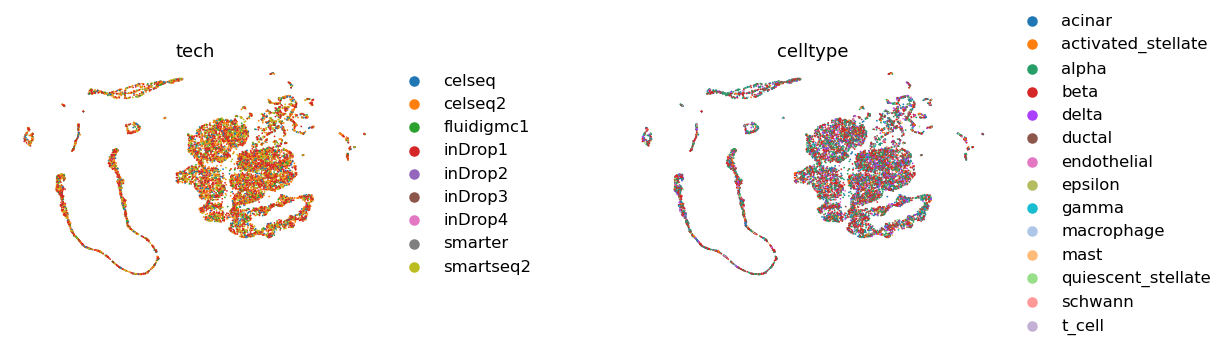 tech
celseq
celseq2
fluidigmc1
inDrop1
inDrop2
inDrop3
inDrop4
smarter
smartseq2
celltype
acinar
activated_stellate
alpha
beta
delta
ductal
endothelial
epsilon
gamma
macrophage
mast
quiescent_stellate
schwann
t_cell